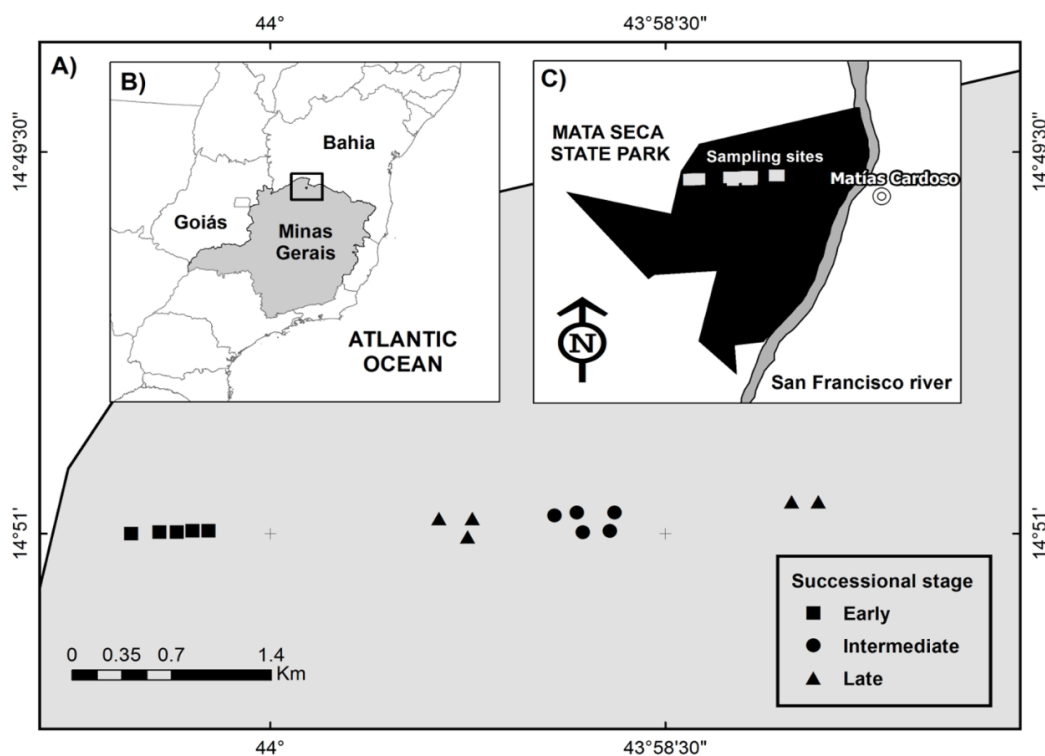 44°
43°58'30"
A)
B)
Bahia
Goiás
Minas
Gerais
ATLANTIC
OCEAN
C)
MATA SECA
STATE PARK
Sampling sites
Matías Cardoso
N
San Francisco river
14°49'30"
14°49'30"
14°51'
14°51'
0 0.35 0.7 1.4
Km
Successional stage
Early
Intermediate
Late
44°
43°58'30"